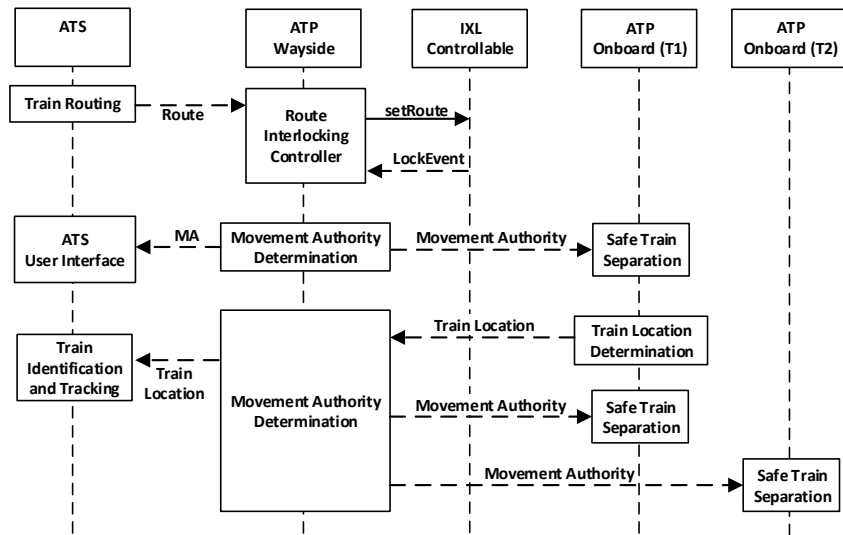 ATS
ATP
Wayside
IXL
Controllable
ATP
Onboard (T1)
ATP
Onboard (T2)
Train Routing
Route
Route
Interlocking
Controller
setRoute
LockEvent
ATS
User Interface
MA
Movement Authority
Determination
Movement Authority
Safe Train
Separation
Train
Identification
and Tracking
Train
Location
Movement Authority
Determination
Train Location
Train Location
Determination
Movement Authority
Safe Train
Separation
Movement Authority
Safe Train
Separation